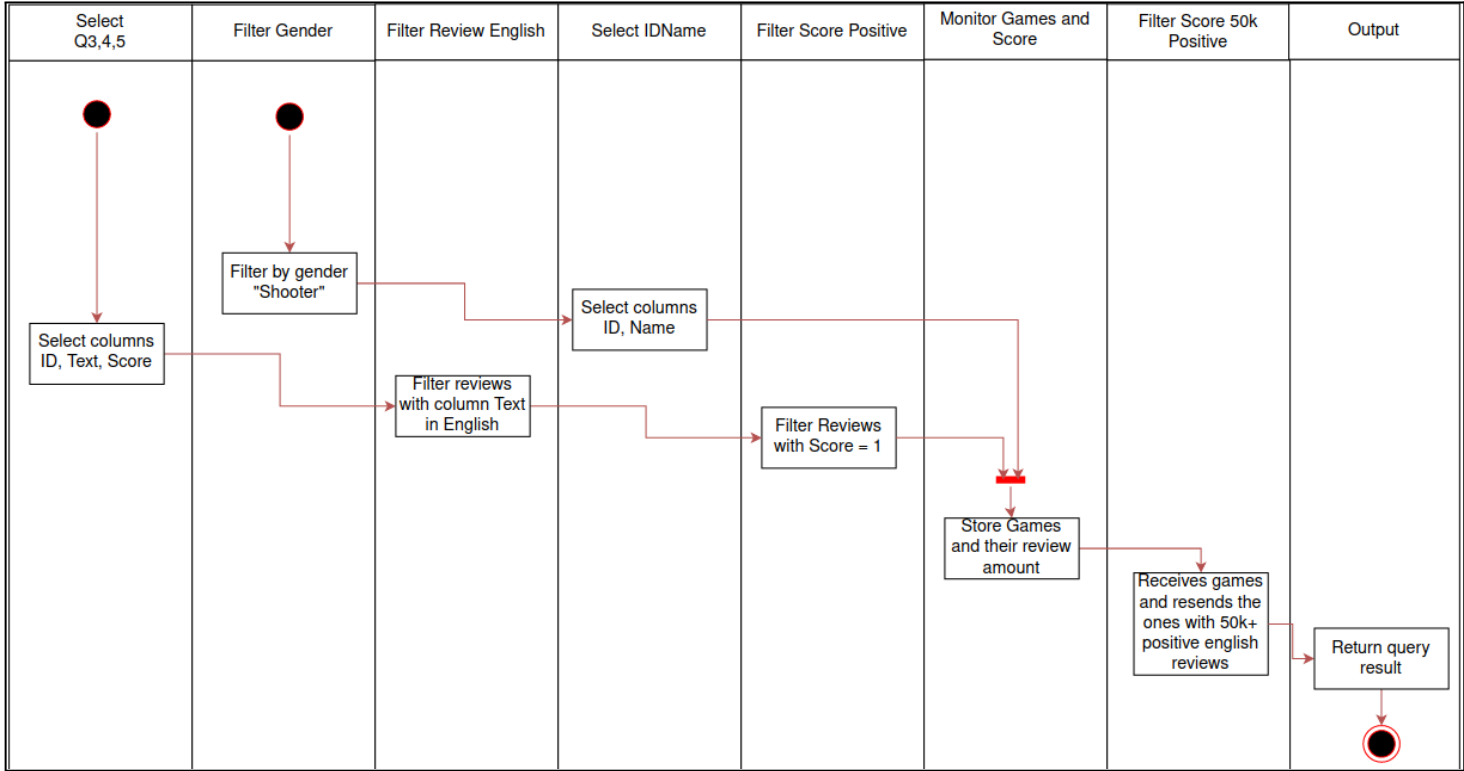 Select
Q3,4,5
Filter Gender
Filter Review English
Select IDName
Filter Score Positive
Monitor Games and
Score
Filter Score 50k
Positive
Output
Filter by gender
"Shooter"
Select columns
ID, Name
Select columns
ID, Text, Score
Filter reviews
with column Text
in English
Filter Reviews
with Score = 1
Store Games
and their review
amount
Receives games
and resends the
ones with 50k+
positive english
reviews
Return query
result